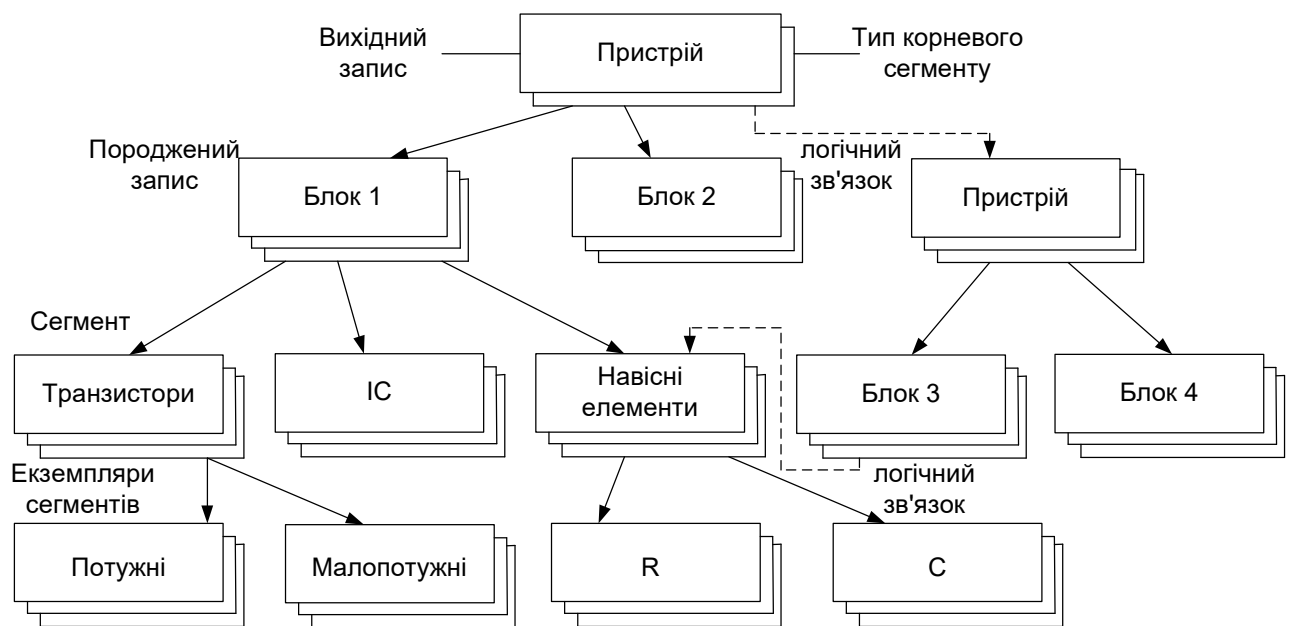 Вихідний
запис
Пристрій
Тип корневого
сегменту
Породжений
запис
Блок 1
Блок 2
логічний
зв'язок
Пристрій
Сегмент
Транзистори
ІС
Навісні
елементи
Блок 3
Блок 4
Екземпляри
сегментів
логічний
зв'язок
Потужні
Малопотужні
R
C